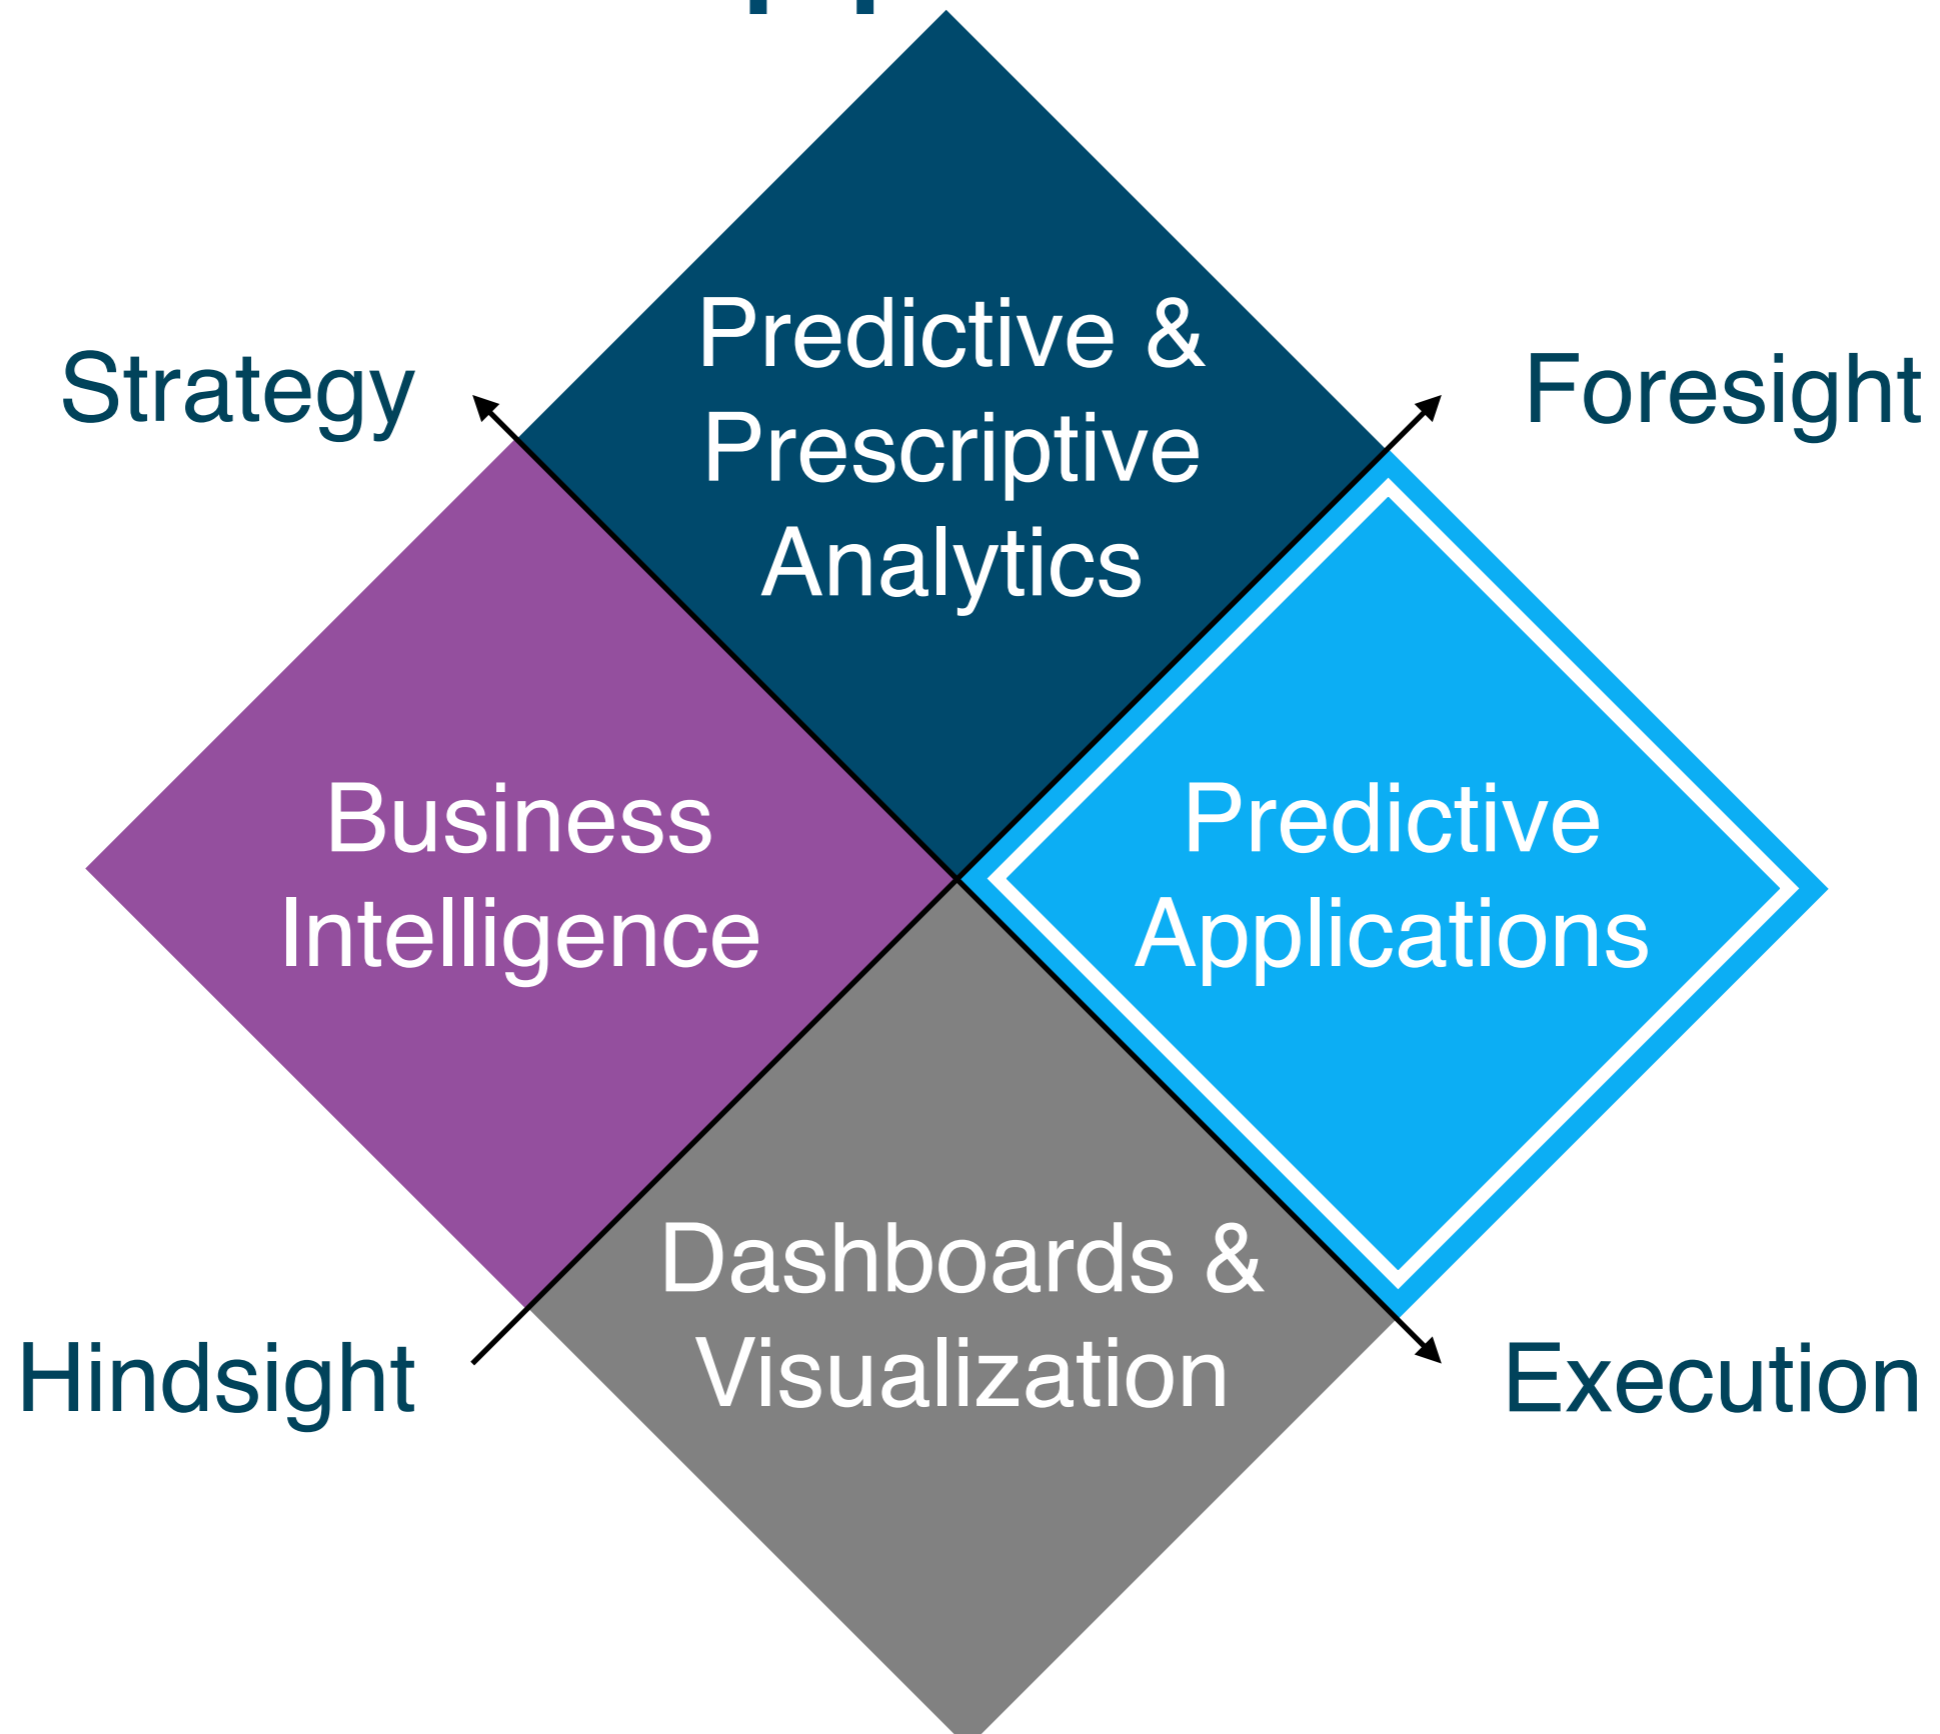 Predictive &
Prescriptive
Analytics
Strategy
Foresight
Business
Intelligence
Predictive
Applications
Dashboards &
Visualization
Hindsight
Execution